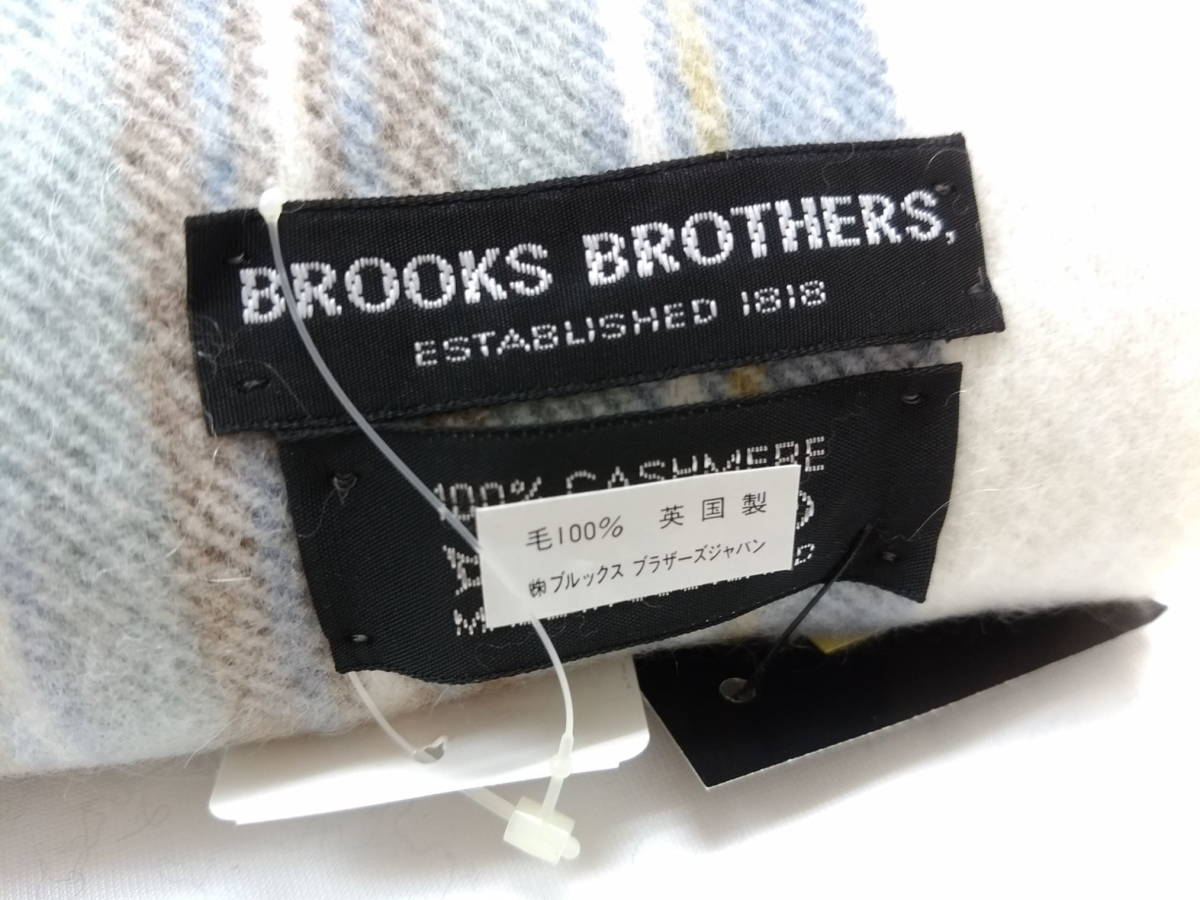 BROOKS BROTHERS,
ESTABLISHED 1818
100% CASHMERE
毛100% 英国製
㈱ブルックス ブラザーズジャパン